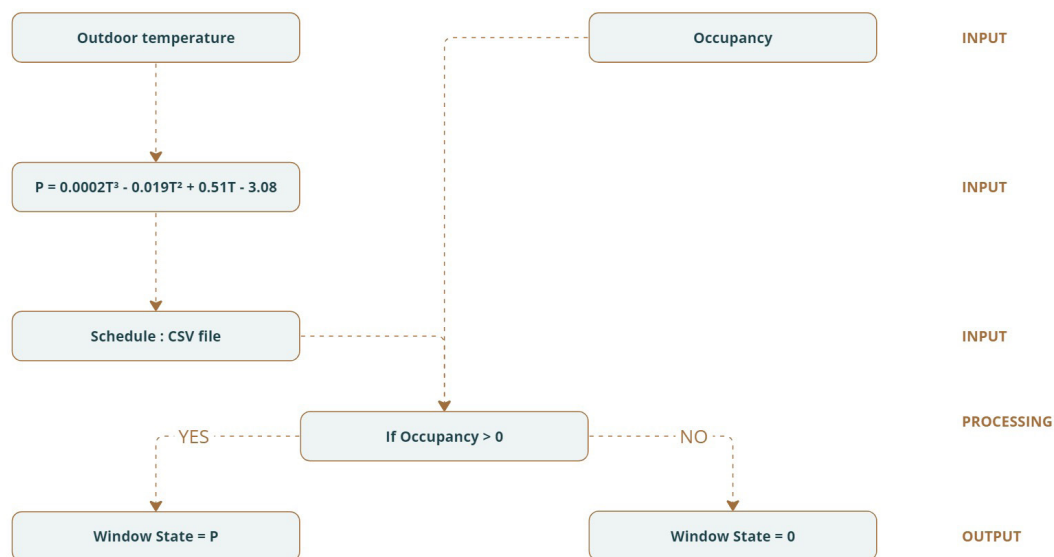 Outdoor temperature
Occupancy
INPUT
P = 0.0002T³ - 0.019T² + 0.51T - 3.08
INPUT
Schedule : CSV file
INPUT
PROCESSING
YES
If Occupancy > 0
NO
Window State = P
Window State = 0
OUTPUT